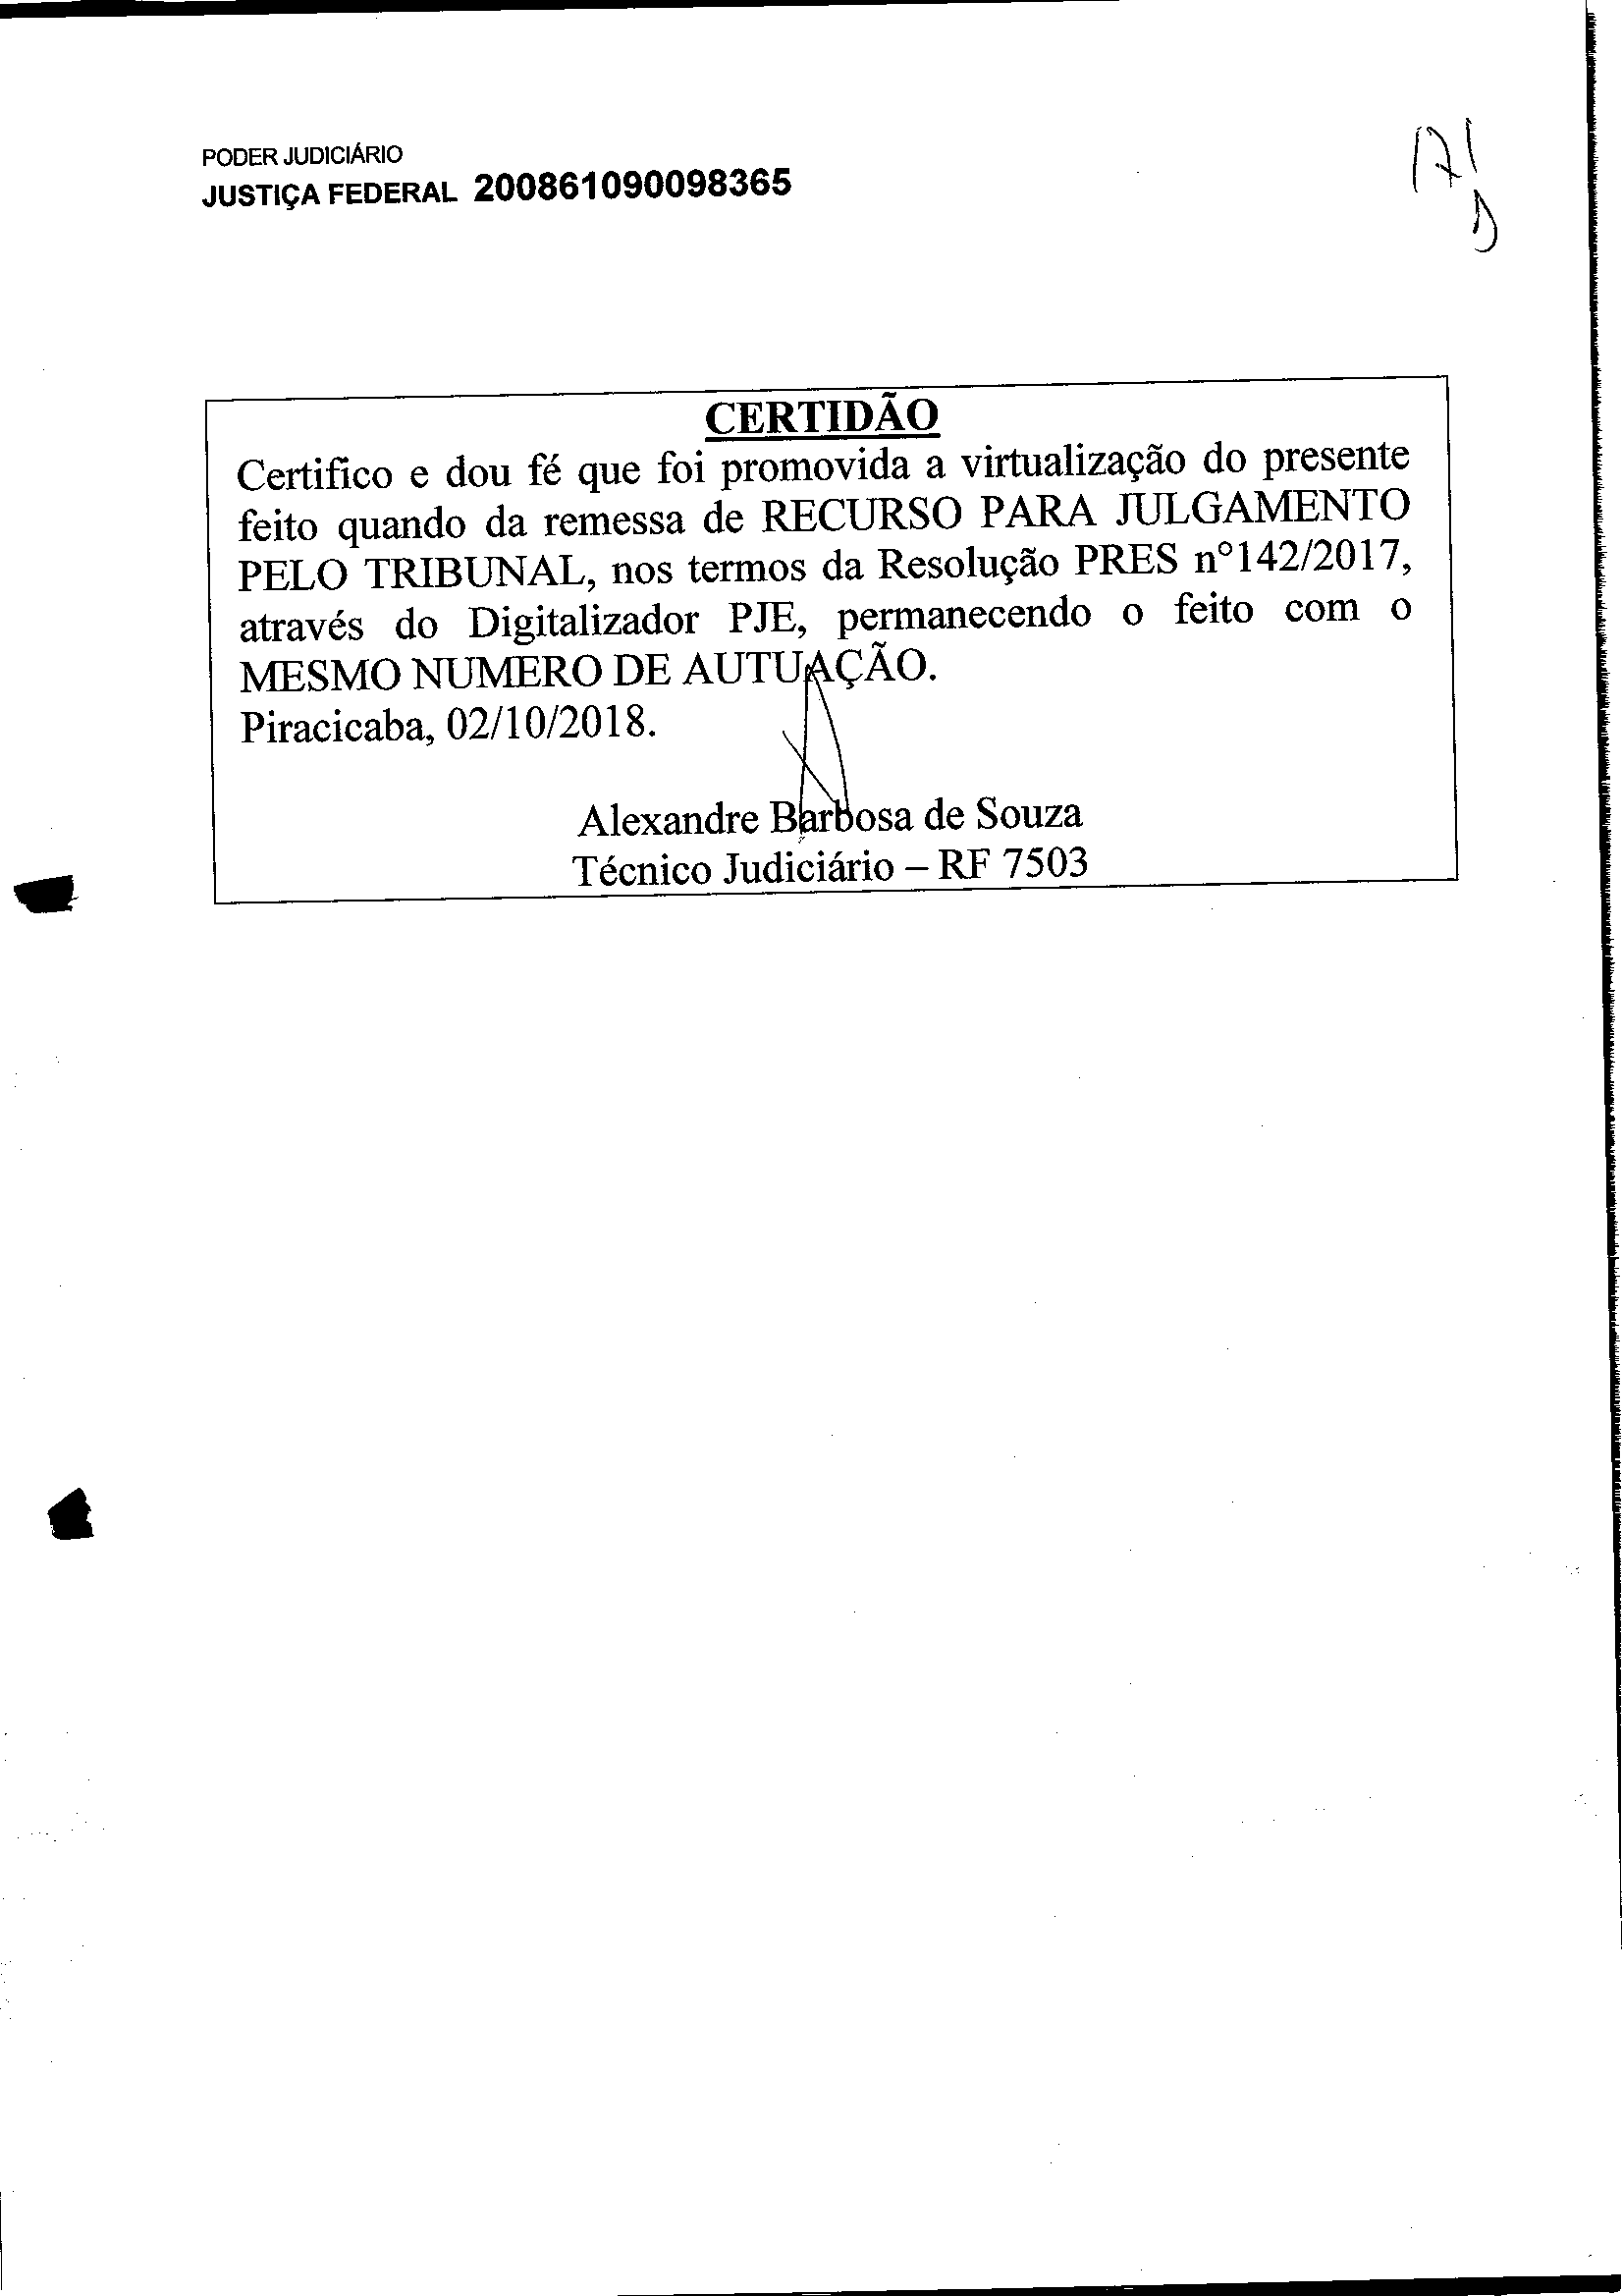 PODER JUDICIÁRIO
JUSTIÇA FEDERAL 200861090098365
CERTIDÃO
Certifico e dou fé que foi promovida a virtualização do presente
feito quando da remessa de RECURSO PARA JULGAMENTO
PELO TRIBUNAL, nos termos da Resolução PRES nº142/2017,
através do Digitalizador PJE, permanecendo o feito com o
MESMO NUMERO DE AUTUAÇÃO.
Piracicaba, 02/10/2018.
Alexandre Barbosa de Souza
Técnico Judiciário – RF 7503